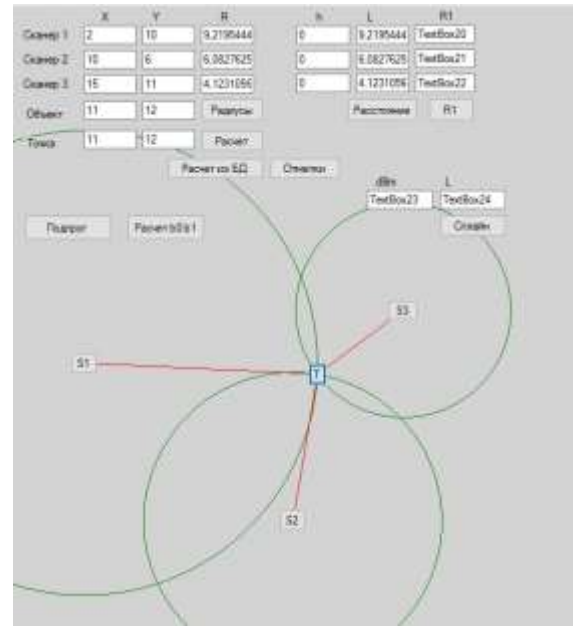 X Y R h L R1
Сканер 1 2 10 9.2195444 0 9.2195444 TextBox20
Сканер 2 10 6 6.0827625 0 6.0827625 TextBox21
Сканер 3 15 11 4.1231056 0 4.1231056 TextBox22
Объект 11 12 Радиусы Расстояние R1
Точка 11 12 Расчет
Расчет из БД Отметки
dBm L
TextBox23 TextBox24
Расчет b0 b1
S3
S1
T
S2